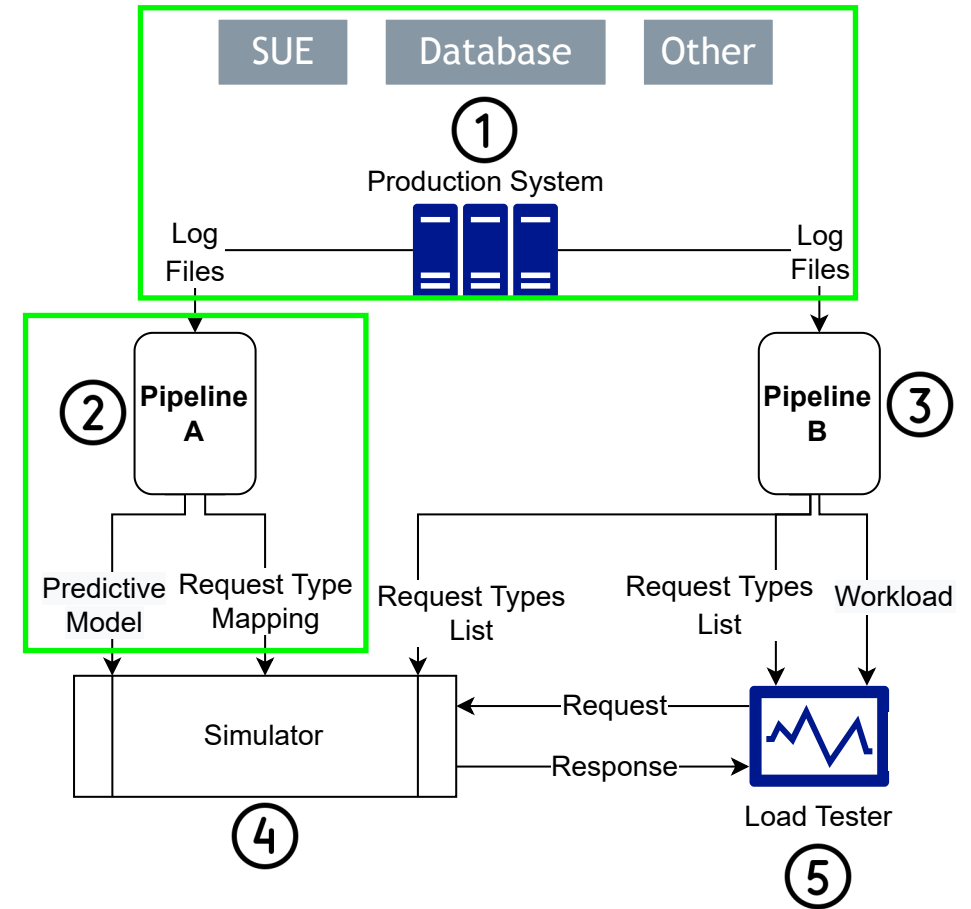 SUE
Database
Other
1
Production System
Log
Files
Log
Files
2
Pipeline
A
Pipeline
B
3
Predictive
Model
Request Type
Mapping
Request Types
List
Request Types
List
Workload
Simulator
Request
Response
4
Load Tester
5